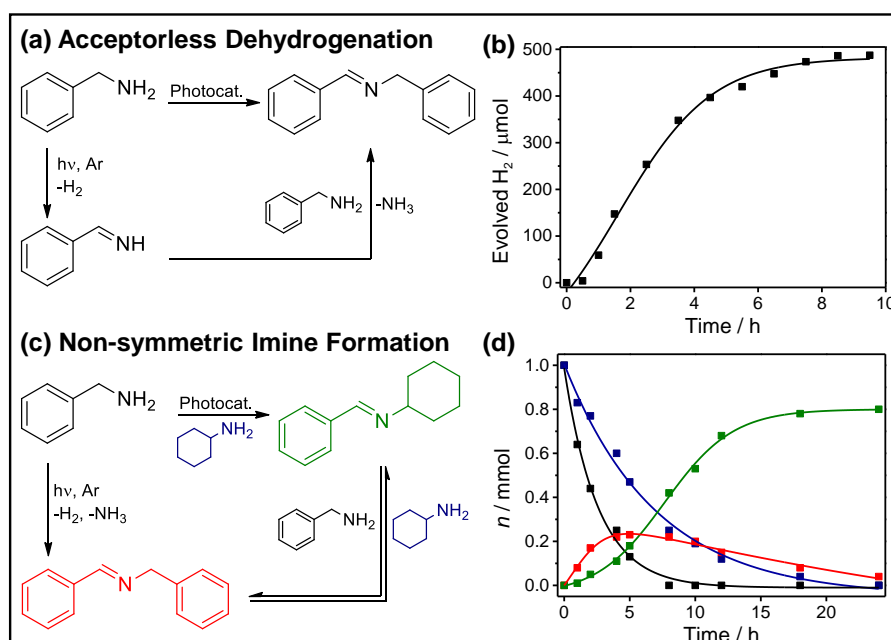 (a) Acceptorless Dehydrogenation
NH2
Photocat.
N
hν, Ar
-H2
NH2
-NH3
NH
(b)
Evolved H2 / μmol
500
400
300
200
100
0
0 2 4 6 8 10
Time / h
(c) Non-symmetric Imine Formation
NH2
Photocat.
NH2
N
hν, Ar
-H2, -NH3
NH2
NH2
N
(d)
n / mmol
1.0
0.8
0.6
0.4
0.2
0.0
0 5 10 15 20
Time / h